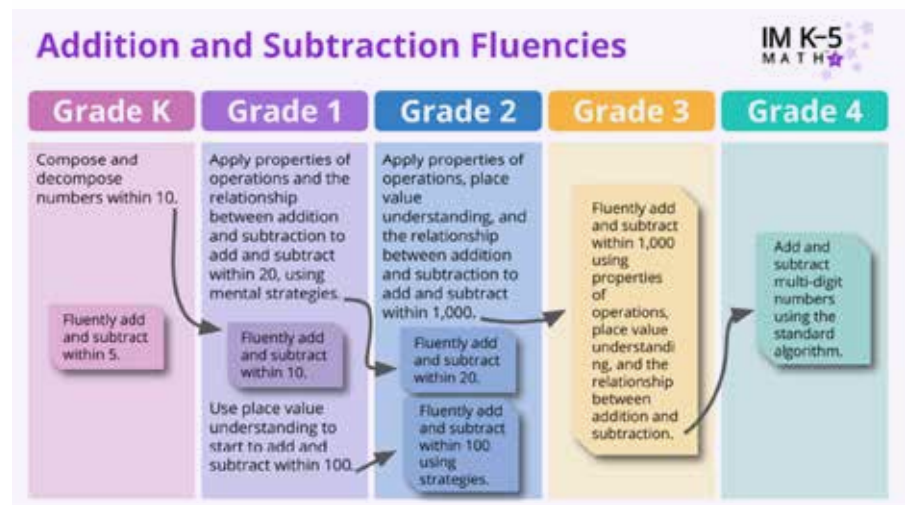 Addition and Subtraction Fluencies
IM K–5
MATH
Grade K
Compose and
decompose
numbers within 10.
Fluently add
and subtract
within 5.
Grade 1
Apply properties of
operations and the
relationship
between addition
and subtraction to
add and subtract
within 20, using
mental strategies.
Fluently add
and subtract
within 10.
Use place value
understanding to
start to add and
subtract within 100.
Grade 2
Apply properties of
operations, place
value
understanding, and
the relationship
between addition
and subtraction to
add and subtract
within 1,000.
Fluently add
and subtract
within 20.
Fluently add
and subtract
within 100
using
strategies.
Grade 3
Fluently add
and subtract
within 1,000
using
properties
of
operations,
place value
understandi
ng, and the
relationship
between
addition and
subtraction.
Grade 4
Add and
subtract
multi-digit
numbers
using the
standard
algorithm.